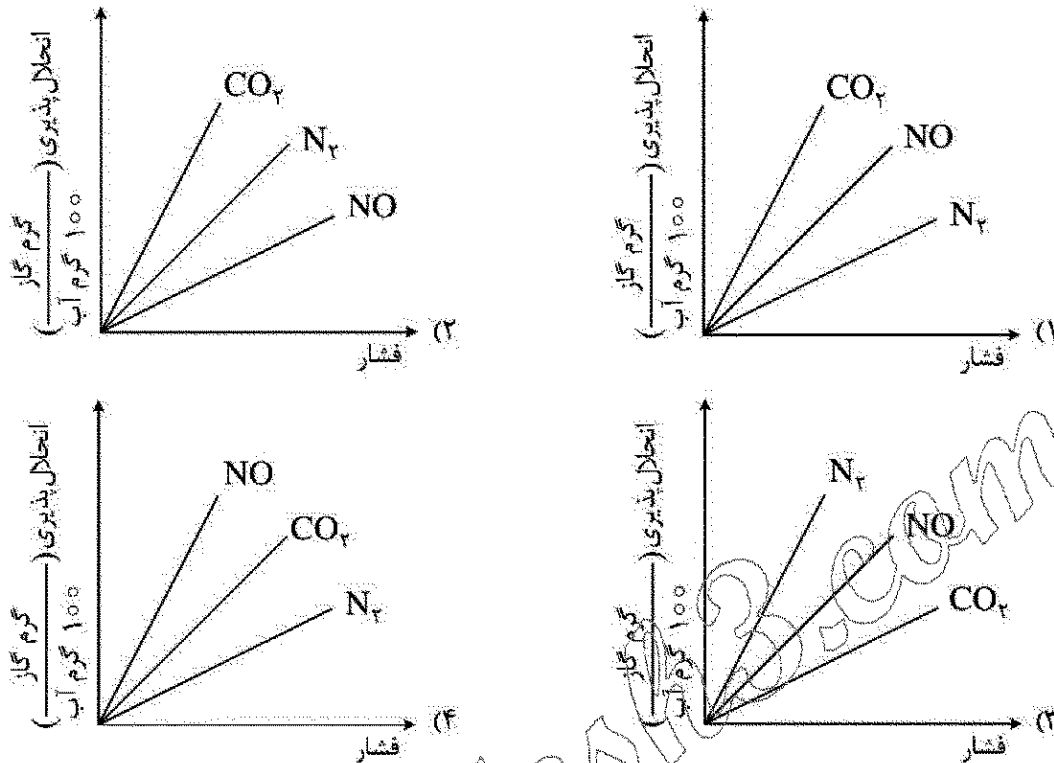 انحلال‌پذیری (گرم گاز / ۱۰۰ گرم آب)
CO۲
NO
N۲
فشار
۱)
انحلال‌پذیری (گرم گاز / ۱۰۰ گرم آب)
CO۲
N۲
NO
فشار
۲)
انحلال‌پذیری (گرم گاز / ۱۰۰ گرم آب)
N۲
NO
CO۲
فشار
۳)
انحلال‌پذیری (گرم گاز / ۱۰۰ گرم آب)
NO
CO۲
N۲
فشار
۴)